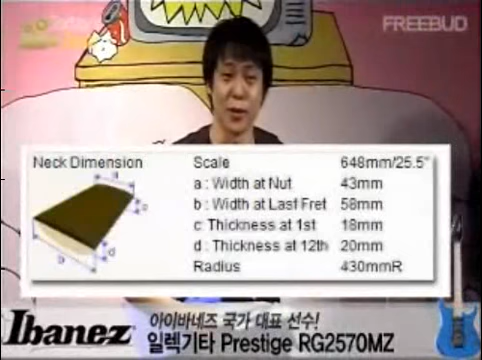 FREEBUD
Neck Dimension
Scale 648mm/25.5"
a : Width at Nut 43mm
b : Width at Last Fret 58mm
c: Thickness at 1st 18mm
d : Thickness at 12th 20mm
Radius 430mmR
a
c
d
b
Ibanez
아이바네즈 국가 대표 선수!
일렉기타 Prestige RG2570MZ